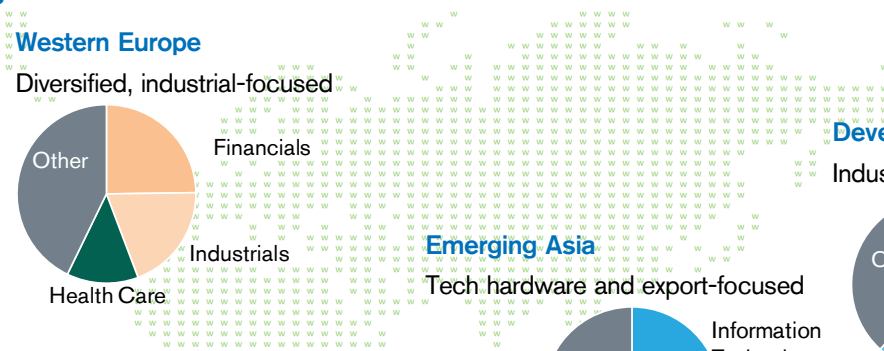 Western Europe
Diversified, industrial-focused
Other
Financials
Industrials
Health Care
Emerging Asia
Tech hardware and export-focused
Information